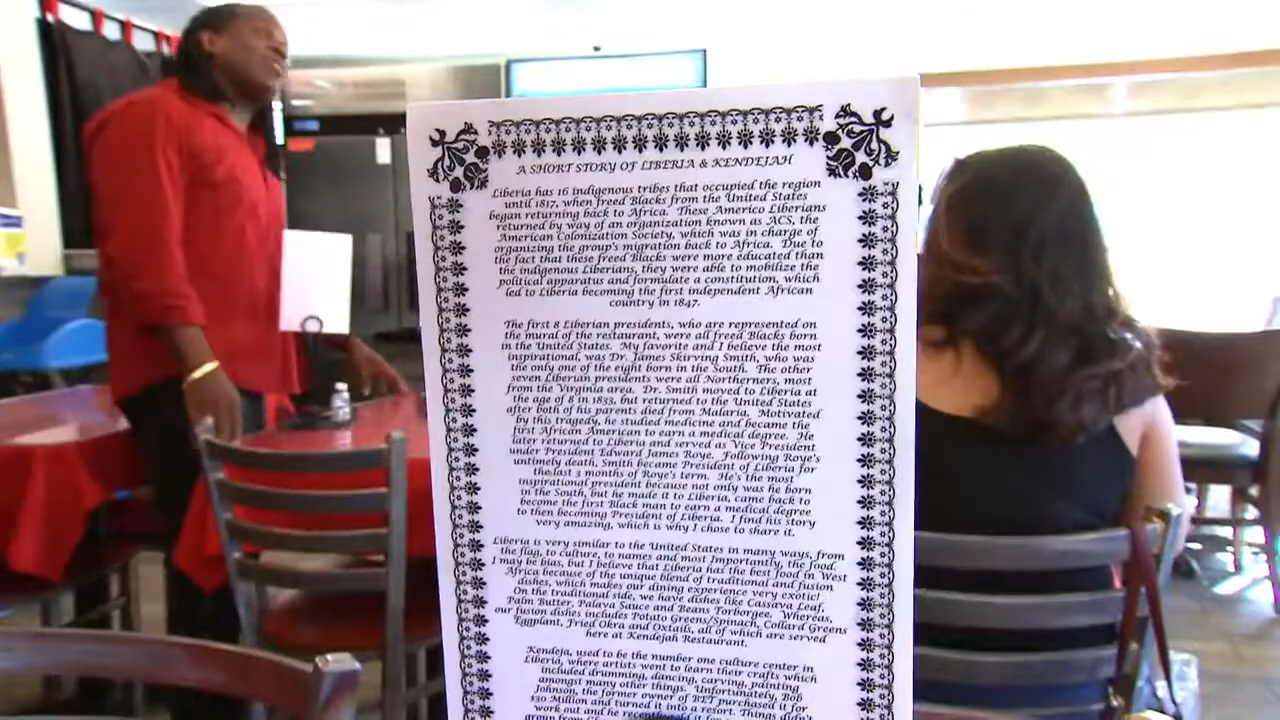 A SHORT STORY OF LIBERIA & KENDEJAH
Liberia has 16 indigenous tribes that occupied the region
until 1817, when freed Blacks from the United States
began returning back to Africa. These Americo Liberians
returned by way of an organization known as ACS, the
American Colonization Society, which was in charge of
organizing the group's migration back to Africa. Due to
the fact that these freed Blacks were more educated than
the indigenous Liberians, they were able to mobilize the
political apparatus and formulate a constitution, which
led to Liberia becoming the first independent African
country in 1847.
The first 8 Liberian presidents, who are represented on
the mural of the restaurant, were all freed Blacks born
in the United States. My favorite and I believe the most
inspirational, was Dr. James Skirving Smith, who was
the only one of the eight born in the South. The other
seven Liberian presidents were all Northerners, most
from the Virginia area. Dr. Smith moved to Liberia at
the age of 8 in 1833, but returned to the United States
after both of his parents died from Malaria. Motivated
by this tragedy, he studied medicine and became the
first African American to earn a medical degree. He
later returned to Liberia and served as Vice President
under President Edward James Roye. Following Roye's
untimely death, Smith became President of Liberia for
the last 3 months of Roye's term. He's the most
inspirational president because not only was he born
in the South, but he made it to Liberia, came back to
become the first Black man to earn a medical degree
to then becoming President of Liberia. I find his story
very amazing, which is why I chose to share it.
Liberia is very similar to the United States in many ways, from
the flag, to culture, to names and most Importantly, the food.
I may be bias, but I believe that Liberia has the best food in West
Africa because of the unique blend of traditional and fusion
dishes, which makes our dining experience very exotic!
On the traditional side, we have dishes like Cassava Leaf,
Palm Butter, Palava Sauce and Beans Torborgee. Whereas,
our fusion dishes includes Potato Greens/Spinach, Collard Greens
Eggplant, Fried Okra and Oxtails, all of which are served
here at Kendejah Restaurant.
Kendeja, used to be the number one culture center in
Liberia, where artists went to learn their crafts which
included drumming, dancing, carving, painting
amongst many other things. Unfortunately, Bob
Johnson, the former owner of BET purchased it for
$30 Million and turned it into a resort. Things didn't
work out and he recently sold it for
group from